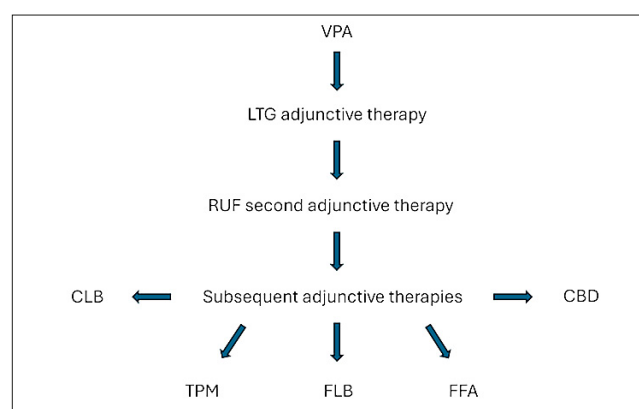 VPA
LTG adjunctive therapy
RUF second adjunctive therapy
CLB Subsequent adjunctive therapies CBD
TPM FLB FFA